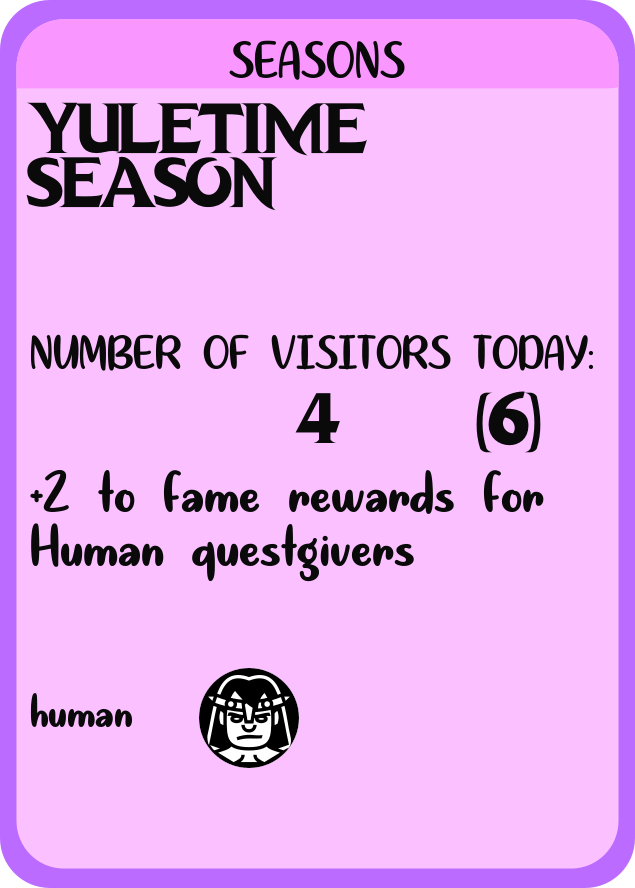 SEASONS
YULETIME
SEASON
NUMBER OF VISITORS TODAY:
4 (6)
+2 to fame rewards for
Human questgivers
human